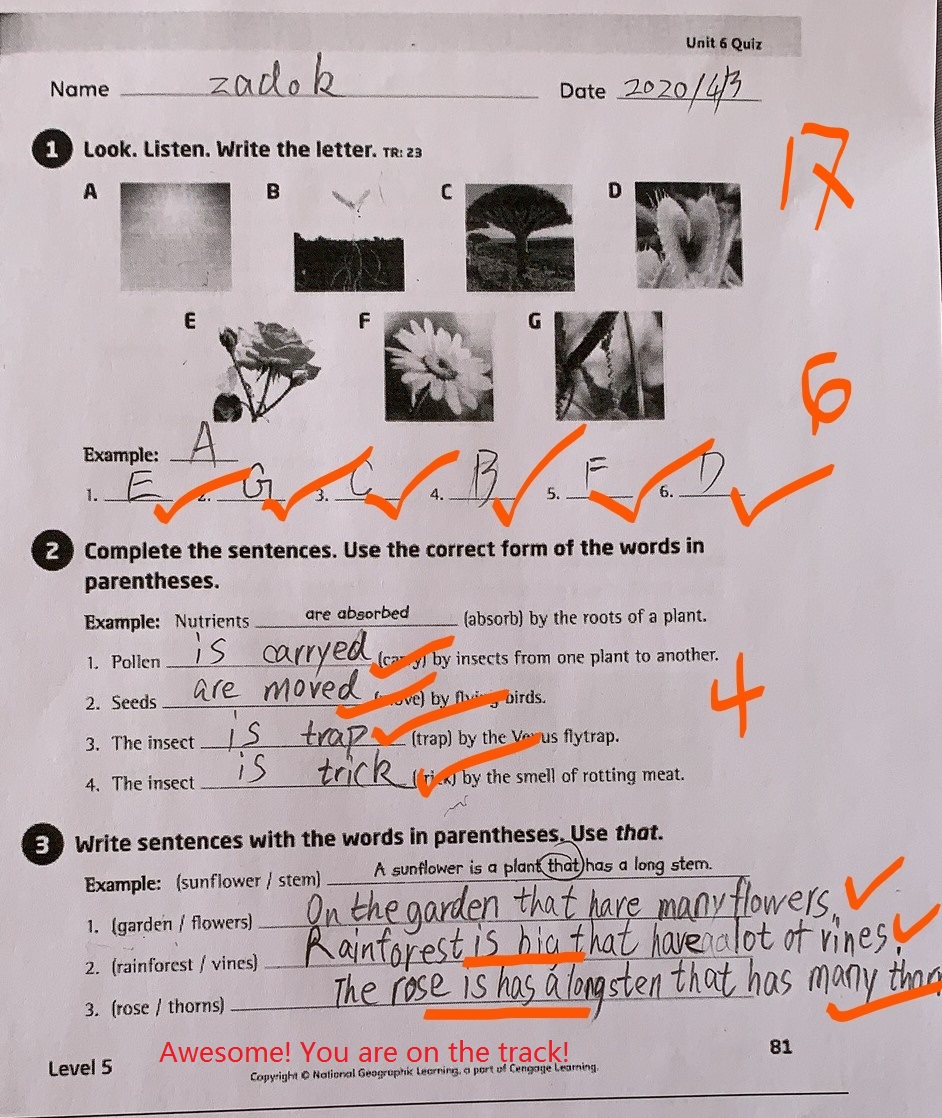 Unit 6 Quiz
Name zadok Date 2020/4/3
17
1 Look. Listen. Write the letter. TR: 23
A B C D
E F G
6
Example: A
1. E 2. G 3. C 4. B 5. F 6. D
2 Complete the sentences. Use the correct form of the words in
parentheses.
Example: Nutrients are absorbed (absorb) by the roots of a plant.
1. Pollen is carryed (carry) by insects from one plant to another.
2. Seeds are moved (move) by flying birds.
4
3. The insect is trap (trap) by the Venus flytrap.
4. The insect is trick (trick) by the smell of rotting meat.
3 Write sentences with the words in parentheses. Use that.
Example: (sunflower / stem) A sunflower is a plant that has a long stem.
1. (garden / flowers) On the garden that have many flowers.
2. (rainforest / vines) Rainforest is big that have a lot of vines.
3. (rose / thorns) The rose is has a long sten that has many
Awesome! You are on the track!
81
Level 5
Copyright © National Geographic Learning, a part of Cengage Learning.